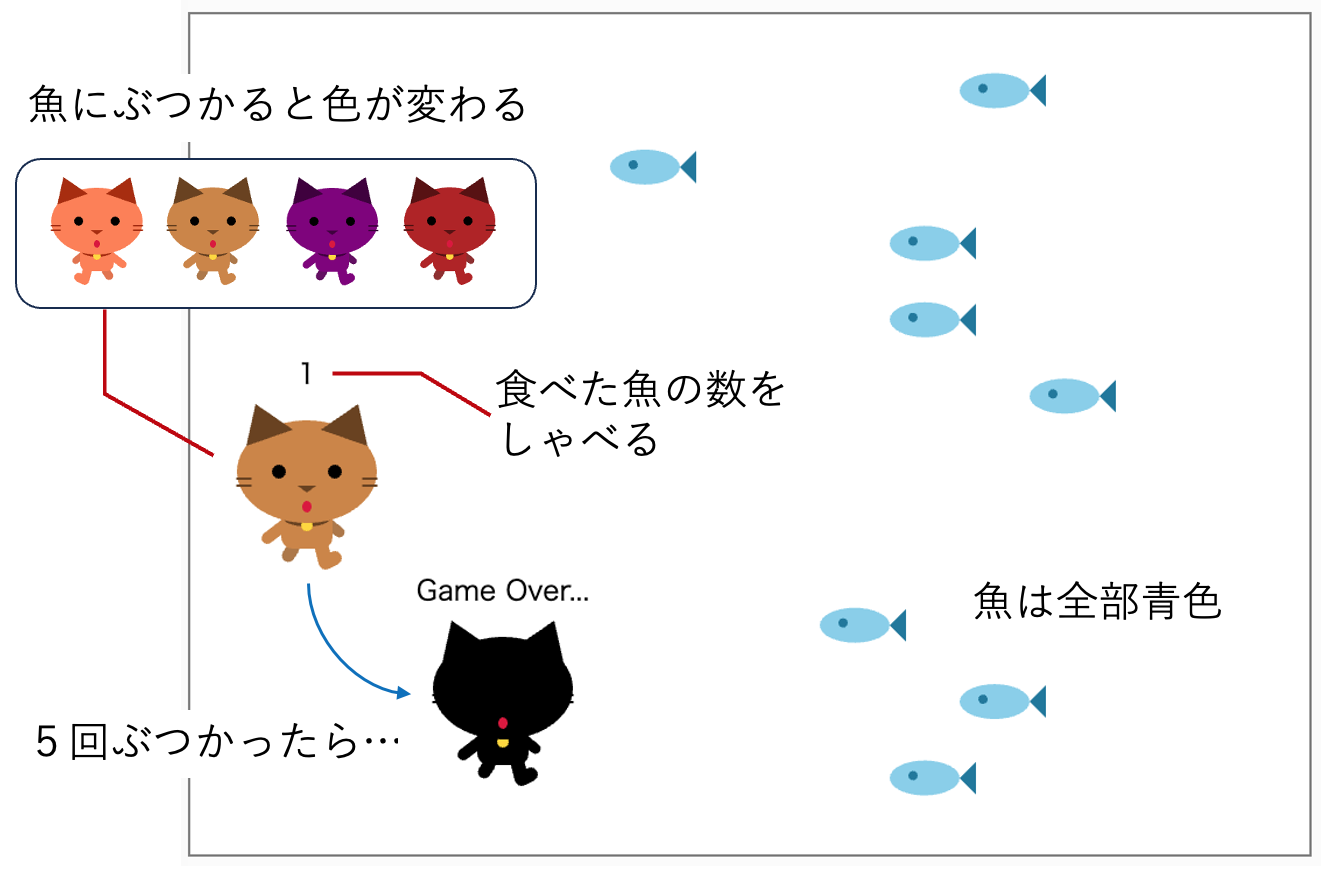 魚にぶつかると色が変わる
1
食べた魚の数を
しゃべる
Game Over...
魚は全部青色
５回ぶつかったら…